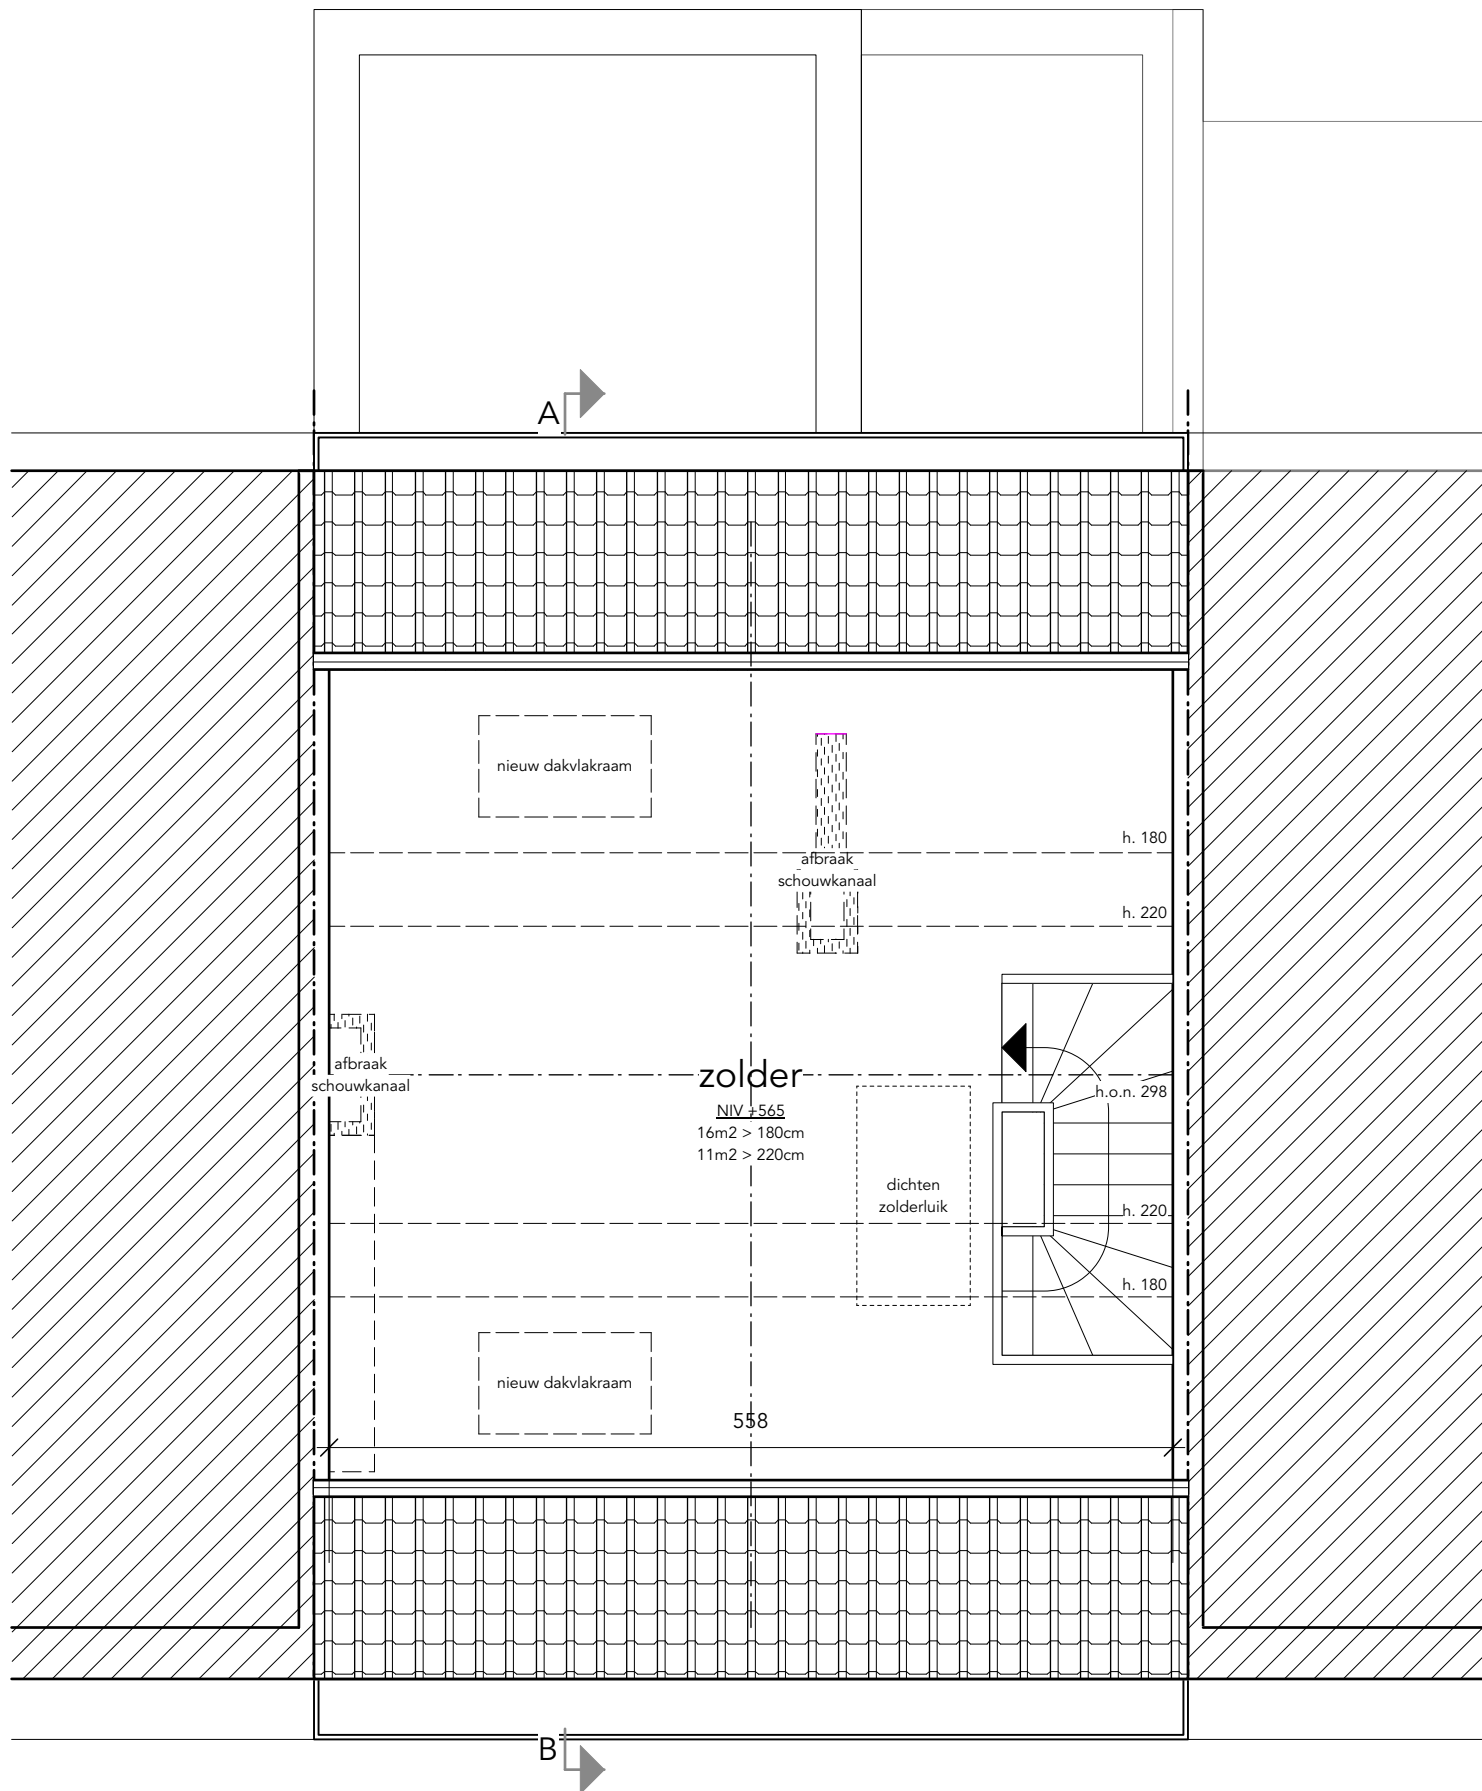 A
nieuw dakvlakraam
h. 180
afbraak
schouwkanaal
h. 220
afbraak
schouwkanaal
zolder
h.o.n. 298
NIV +565
16m2 > 180cm
11m2 > 220cm
dichten
zolderluik
h. 220
h. 180
nieuw dakvlakraam
558
B